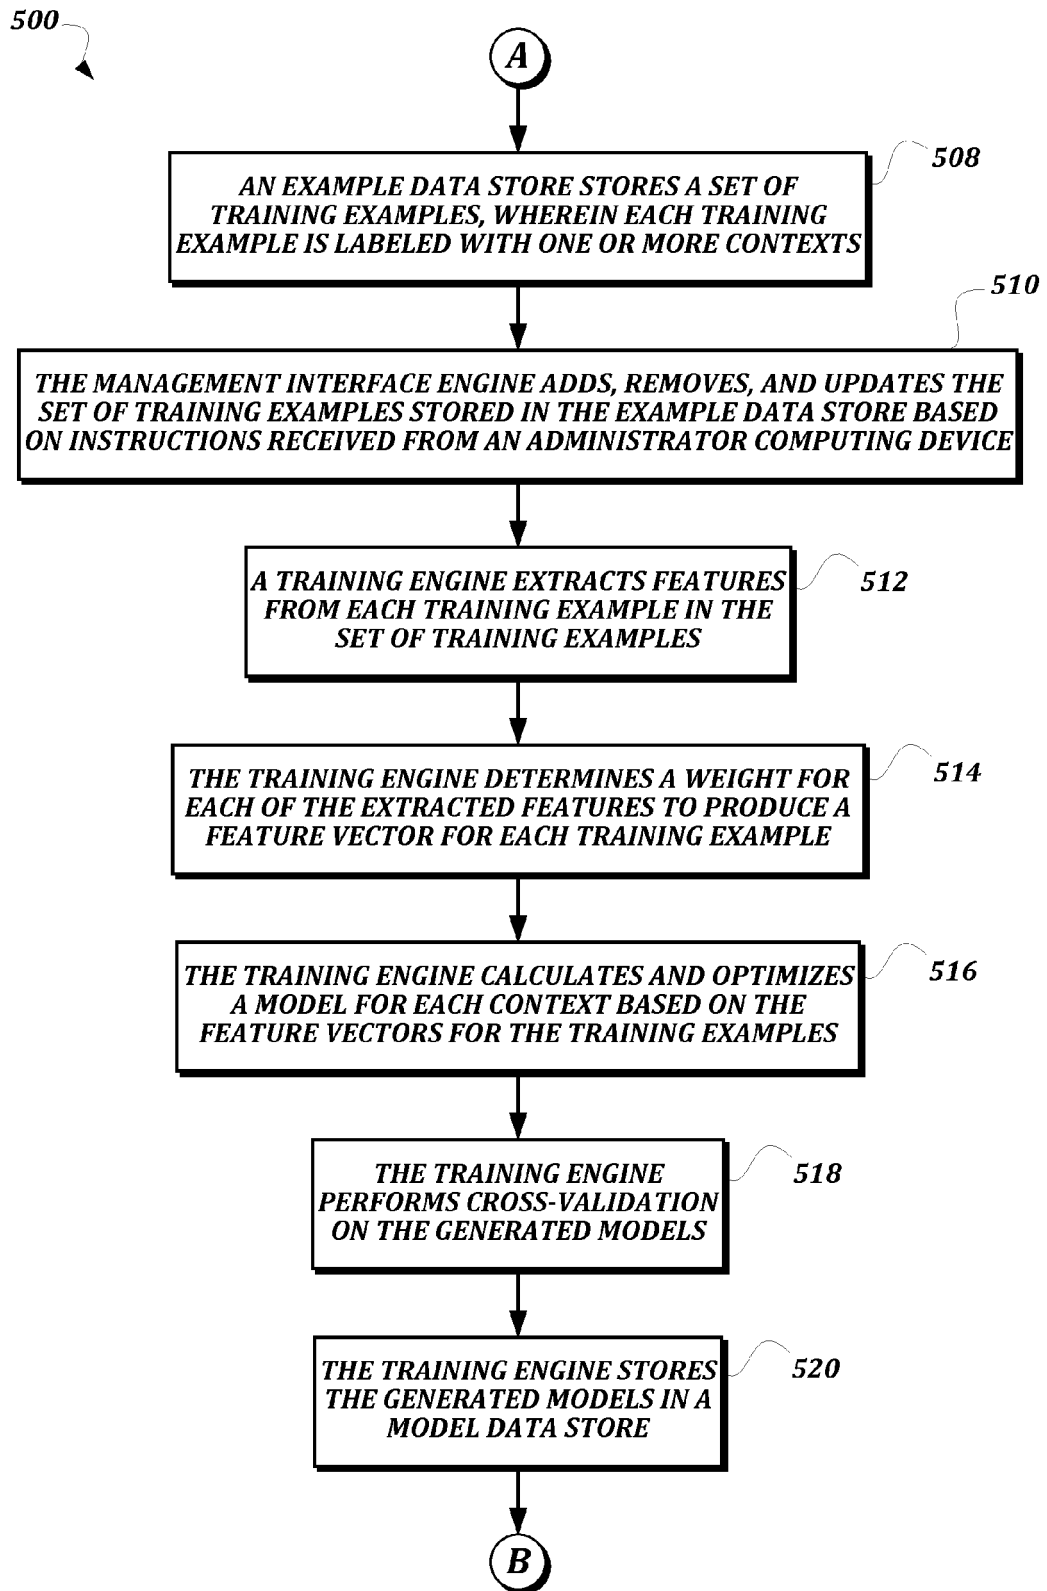 500
A
508
AN EXAMPLE DATA STORE STORES A SET OF
TRAINING EXAMPLES, WHEREIN EACH TRAINING
EXAMPLE IS LABELED WITH ONE OR MORE CONTEXTS
510
THE MANAGEMENT INTERFACE ENGINE ADDS, REMOVES, AND UPDATES THE
SET OF TRAINING EXAMPLES STORED IN THE EXAMPLE DATA STORE BASED
ON INSTRUCTIONS RECEIVED FROM AN ADMINISTRATOR COMPUTING DEVICE
512
A TRAINING ENGINE EXTRACTS FEATURES
FROM EACH TRAINING EXAMPLE IN THE
SET OF TRAINING EXAMPLES
514
THE TRAINING ENGINE DETERMINES A WEIGHT FOR
EACH OF THE EXTRACTED FEATURES TO PRODUCE A
FEATURE VECTOR FOR EACH TRAINING EXAMPLE
516
THE TRAINING ENGINE CALCULATES AND OPTIMIZES
A MODEL FOR EACH CONTEXT BASED ON THE
FEATURE VECTORS FOR THE TRAINING EXAMPLES
518
THE TRAINING ENGINE
PERFORMS CROSS-VALIDATION
ON THE GENERATED MODELS
520
THE TRAINING ENGINE STORES
THE GENERATED MODELS IN A
MODEL DATA STORE
B